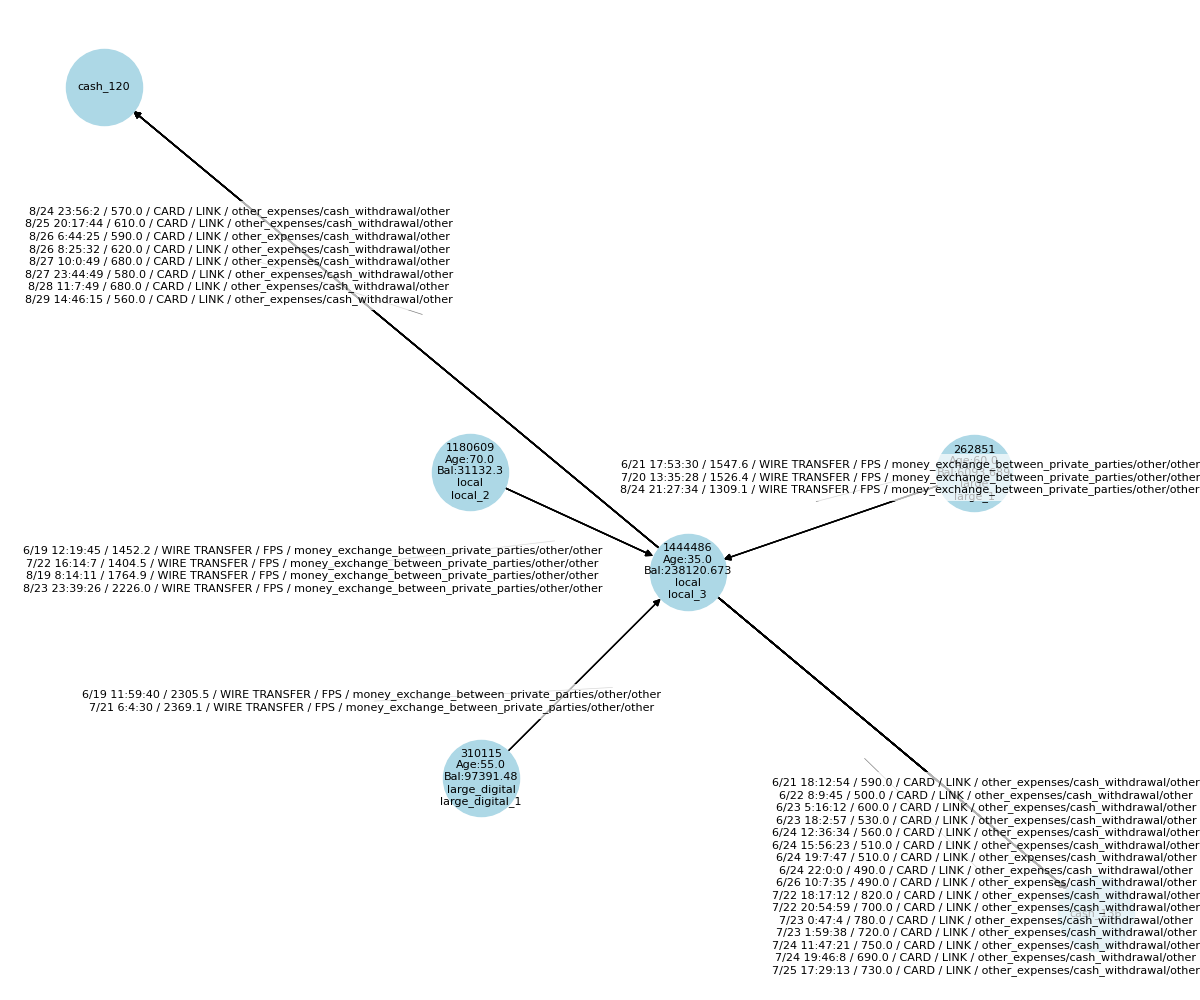 cash_120
8/24 23:56:2 / 570.0 / CARD / LINK / other_expenses/cash_withdrawal/other
8/25 20:17:44 / 610.0 / CARD / LINK / other_expenses/cash_withdrawal/other
8/26 6:44:25 / 590.0 / CARD / LINK / other_expenses/cash_withdrawal/other
8/26 8:25:32 / 620.0 / CARD / LINK / other_expenses/cash_withdrawal/other
8/27 10:0:49 / 680.0 / CARD / LINK / other_expenses/cash_withdrawal/other
8/27 23:44:49 / 580.0 / CARD / LINK / other_expenses/cash_withdrawal/other
8/28 11:7:49 / 680.0 / CARD / LINK / other_expenses/cash_withdrawal/other
8/29 14:46:15 / 560.0 / CARD / LINK / other_expenses/cash_withdrawal/other
1180609
Age:70.0
Bal:31132.3
local
local_2
262851
Age:60.0
large_1
6/21 17:53:30 / 1547.6 / WIRE TRANSFER / FPS / money_exchange_between_private_parties/other/other
7/20 13:35:28 / 1526.4 / WIRE TRANSFER / FPS / money_exchange_between_private_parties/other/other
8/24 21:27:34 / 1309.1 / WIRE TRANSFER / FPS / money_exchange_between_private_parties/other/other
6/19 12:19:45 / 1452.2 / WIRE TRANSFER / FPS / money_exchange_between_private_parties/other/other
7/22 16:14:7 / 1404.5 / WIRE TRANSFER / FPS / money_exchange_between_private_parties/other/other
8/19 8:14:11 / 1764.9 / WIRE TRANSFER / FPS / money_exchange_between_private_parties/other/other
8/23 23:39:26 / 2226.0 / WIRE TRANSFER / FPS / money_exchange_between_private_parties/other/other
1444486
Age:35.0
Bal:238120.673
local
local_3
6/19 11:59:40 / 2305.5 / WIRE TRANSFER / FPS / money_exchange_between_private_parties/other/other
7/21 6:4:30 / 2369.1 / WIRE TRANSFER / FPS / money_exchange_between_private_parties/other/other
310115
Age:55.0
Bal:97391.48
large_digital
large_digital_1
6/21 18:12:54 / 590.0 / CARD / LINK / other_expenses/cash_withdrawal/other
6/22 8:9:45 / 500.0 / CARD / LINK / other_expenses/cash_withdrawal/other
6/23 5:16:12 / 600.0 / CARD / LINK / other_expenses/cash_withdrawal/other
6/23 18:2:57 / 530.0 / CARD / LINK / other_expenses/cash_withdrawal/other
6/24 12:36:34 / 560.0 / CARD / LINK / other_expenses/cash_withdrawal/other
6/24 15:56:23 / 510.0 / CARD / LINK / other_expenses/cash_withdrawal/other
6/24 19:7:47 / 510.0 / CARD / LINK / other_expenses/cash_withdrawal/other
6/24 22:0:0 / 490.0 / CARD / LINK / other_expenses/cash_withdrawal/other
6/26 10:7:35 / 490.0 / CARD / LINK / other_expenses/cash_withdrawal/other
7/22 18:17:12 / 820.0 / CARD / LINK / other_expenses/cash_withdrawal/other
7/22 20:54:59 / 700.0 / CARD / LINK / other_expenses/cash_withdrawal/other
7/23 0:47:4 / 780.0 / CARD / LINK / other_expenses/cash_withdrawal/other
7/23 1:59:38 / 720.0 / CARD / LINK / other_expenses/cash_withdrawal/other
7/24 11:47:21 / 750.0 / CARD / LINK / other_expenses/cash_withdrawal/other
7/24 19:46:8 / 690.0 / CARD / LINK / other_expenses/cash_withdrawal/other
7/25 17:29:13 / 730.0 / CARD / LINK / other_expenses/cash_withdrawal/other